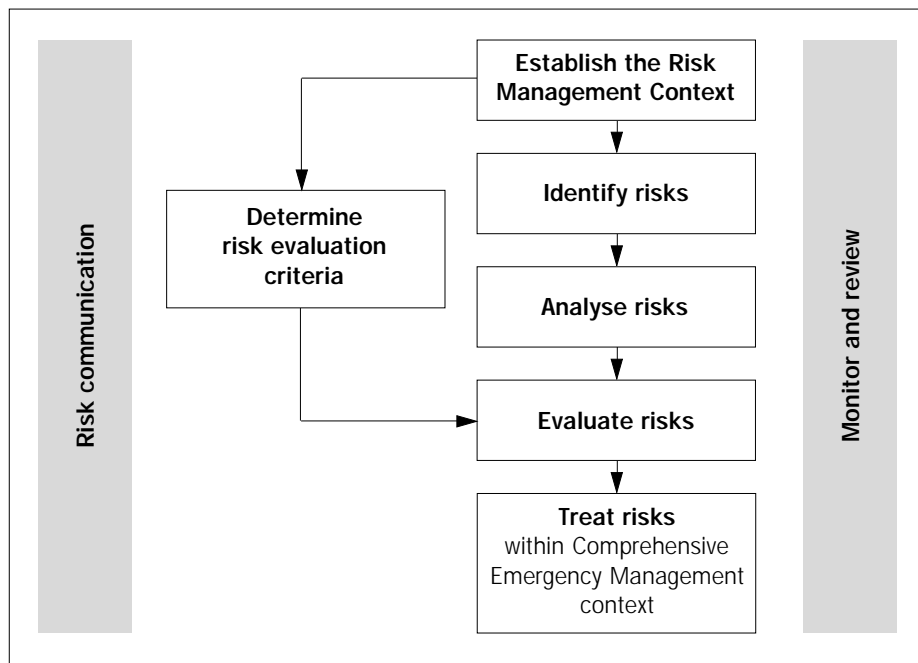 Establish the Risk
Management Context
Identify risks
Determine
risk evaluation
criteria
Analyse risks
Evaluate risks
Treat risks
within Comprehensive
Emergency Management
context
Risk communication
Monitor and review